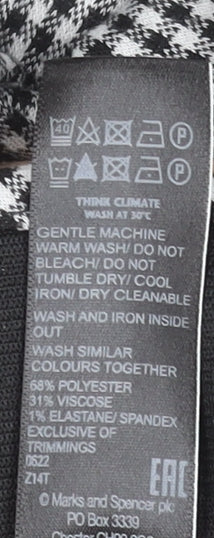 40 P
P
THINK CLIMATE
WASH AT 30°C
GENTLE MACHINE
WARM WASH/ DO NOT
BLEACH/ DO NOT
TUMBLE DRY/ COOL
IRON/ DRY CLEANABLE
WASH AND IRON INSIDE
OUT
WASH SIMILAR
COLOURS TOGETHER
68% POLYESTER
31% VISCOSE
1% ELASTANE/ SPANDEX
EXCLUSIVE OF
TRIMMINGS
0622
Z14T
EAC
© Marks and Spencer plc
PO Box 3339
Chester